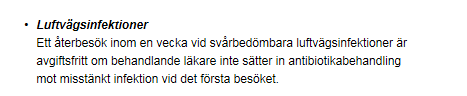 • Luftvägsinfektioner
Ett återbesök inom en vecka vid svårbedömbara luftvägsinfektioner är
avgiftsfritt om behandlande läkare inte sätter in antibiotikabehandling
mot misstänkt infektion vid det första besöket.